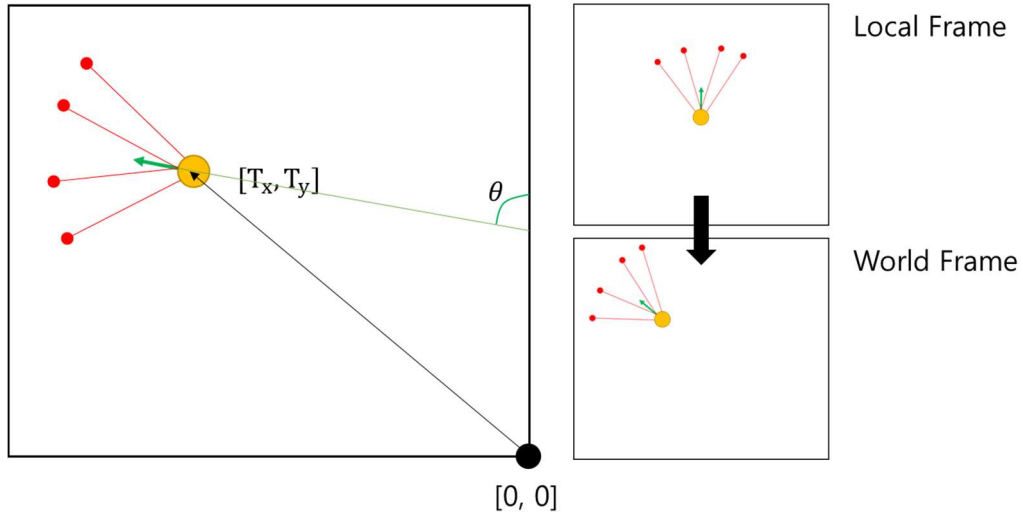 Local Frame
[Tx, Ty]
θ
World Frame
[0, 0]